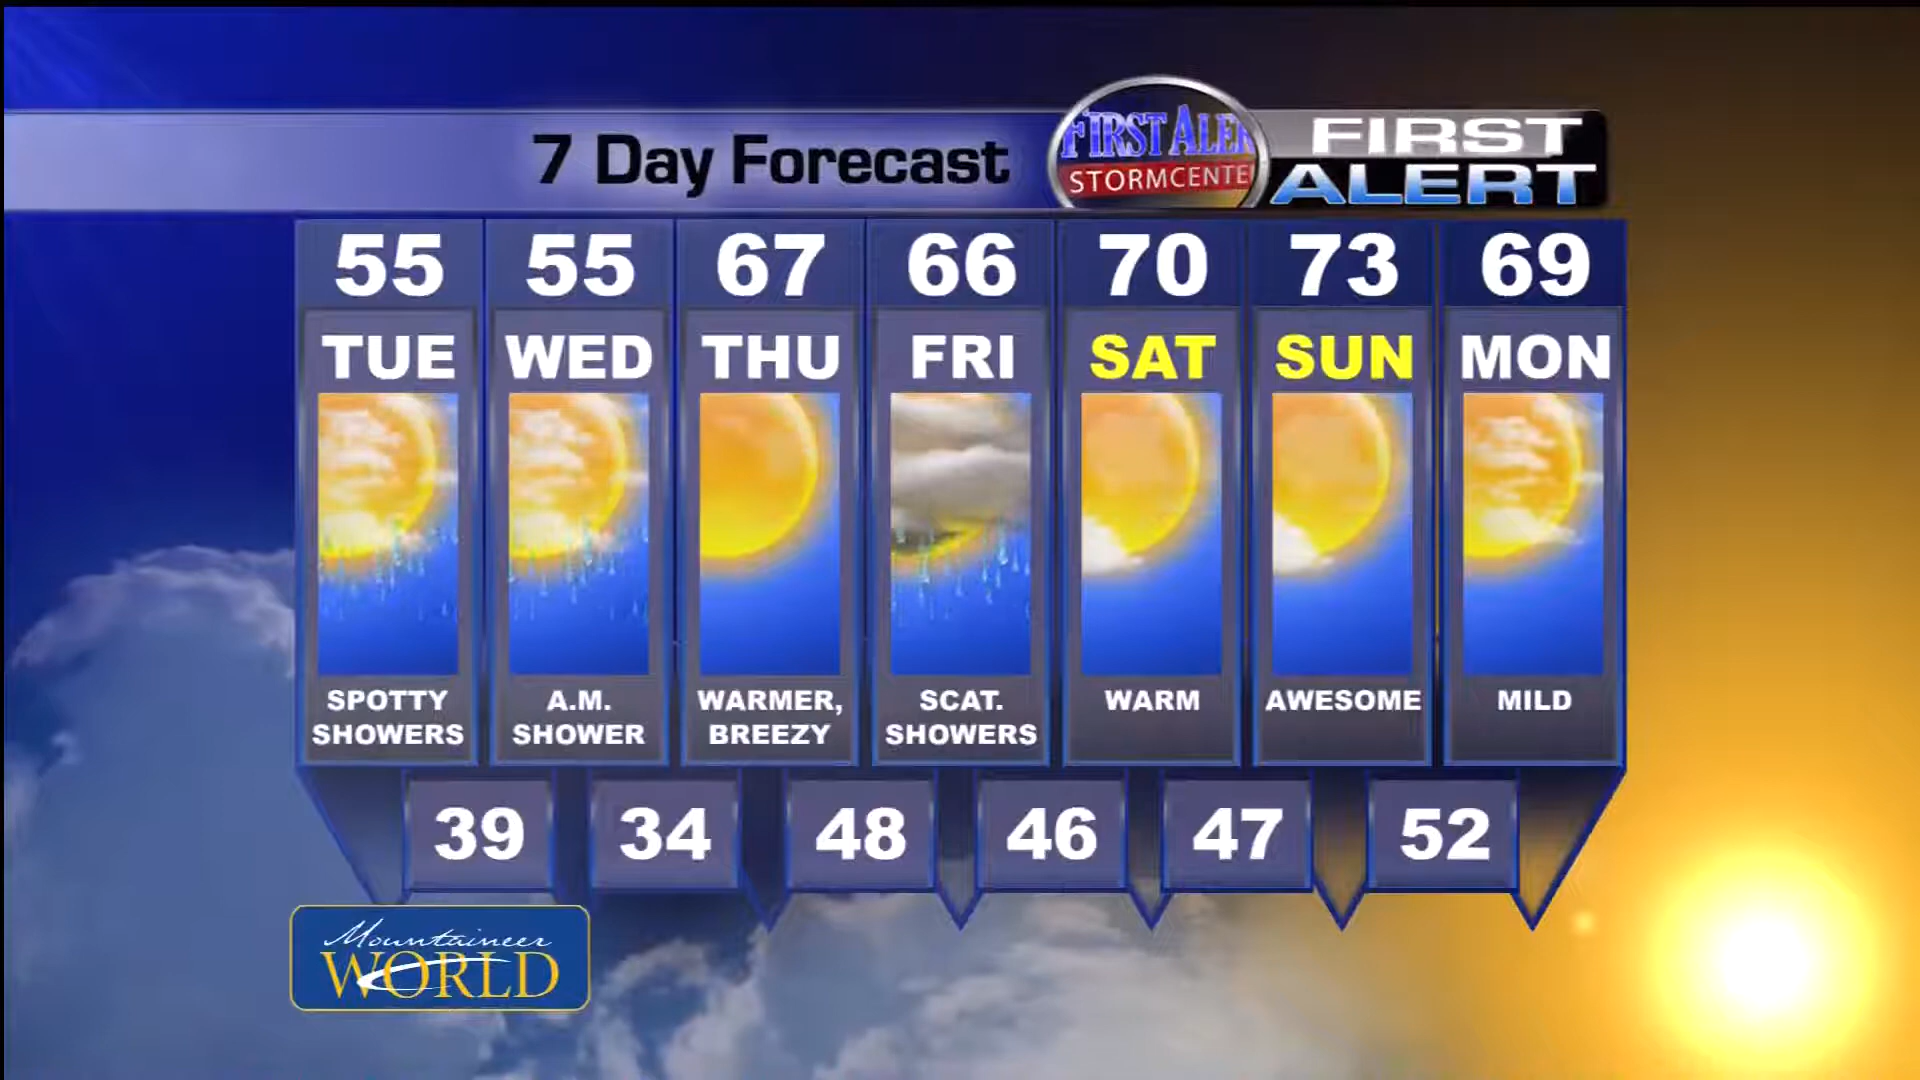 7 Day Forecast
FIRST ALER
STORMCENTE
FIRST
ALERT
55 55 67 66 70 73 69
TUE WED THU FRI SAT SUN MON
SPOTTY A.M. WARMER, SCAT. WARM AWESOME MILD
SHOWERS SHOWER BREEZY SHOWERS
39 34 48 46 47 52
Mountaineer
WORLD